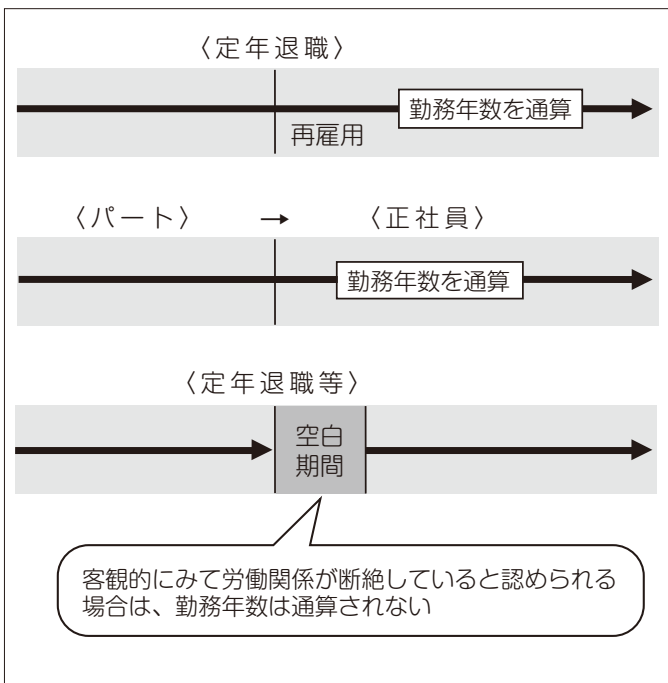 〈定年退職〉
勤務年数を通算
再雇用
〈パート〉 → 〈正社員〉
勤務年数を通算
〈定年退職等〉
空白
期間
客観的にみて労働関係が断絶していると認められる
場合は、勤務年数は通算されない